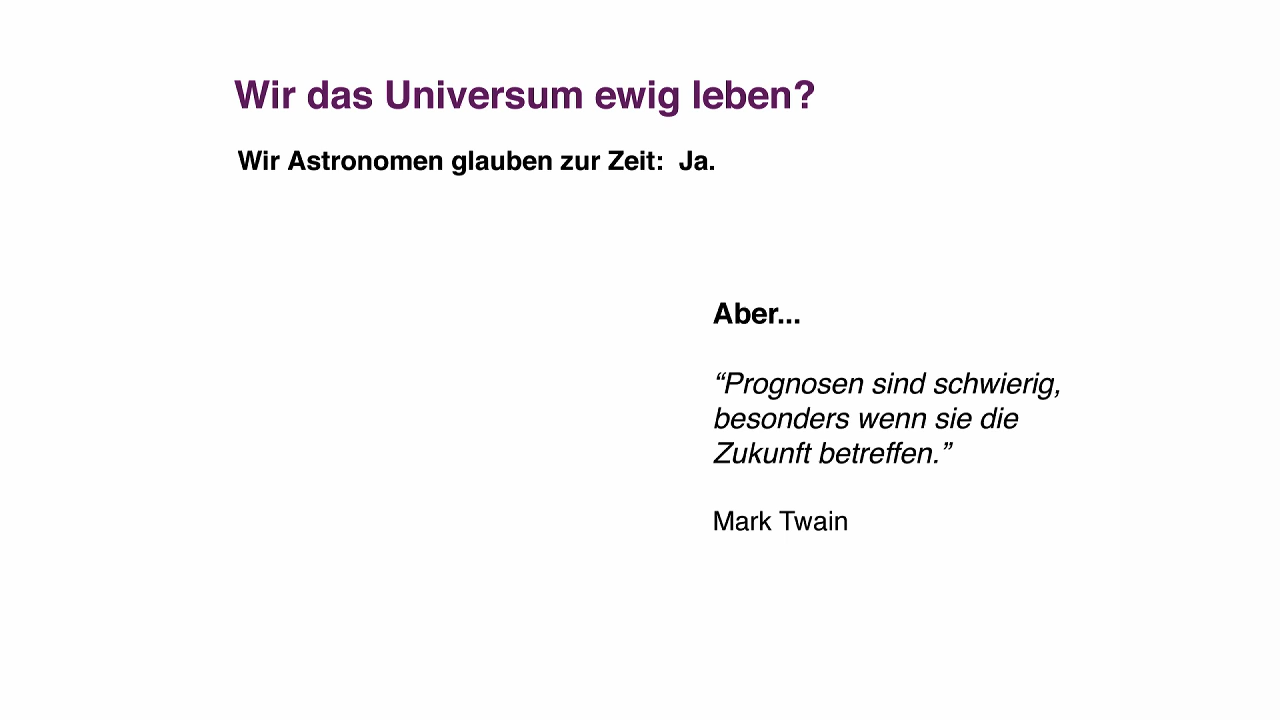 Wir das Universum ewig leben?
Wir Astronomen glauben zur Zeit:  Ja.
Aber...
“Prognosen sind schwierig,
besonders wenn sie die
Zukunft betreffen.”
Mark Twain